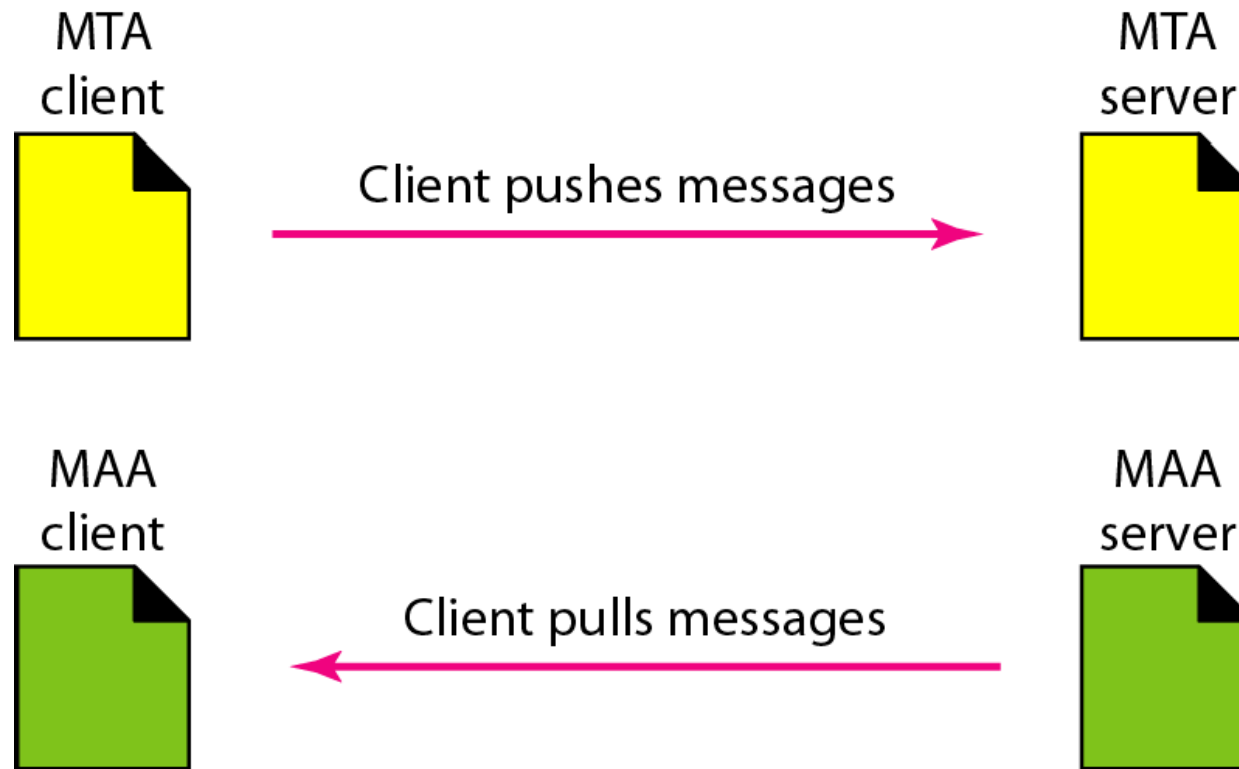 MTA
client
MTA
server
Client pushes messages
MAA
client
MAA
server
Client pulls messages